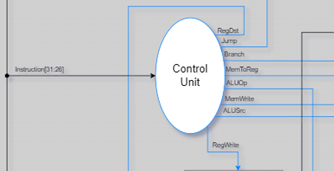 RegDst
Jump
Branch
Instruction[31:26]
Control
Unit
MemToReg
ALUOp
MemWrite
ALUSrc
RegWrite